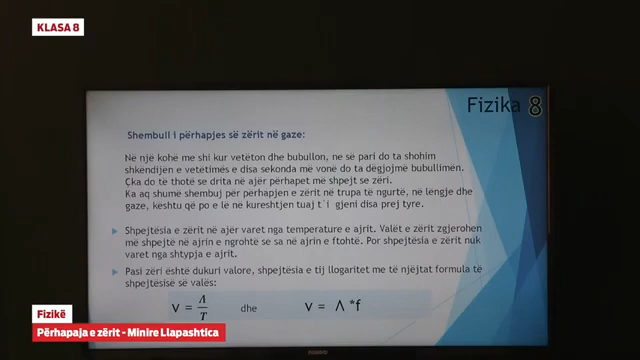 KLASA 8
Fizika 8
Shembull i përhapjes së zërit në gaze:
Në një kohe me shi kur vetëton dhe bubullon, ne se pari do ta shohim
shkëndijen e vetetimës e disa sekonda më vonë do ta dëgjojmë bubullimën.
Çka do të thotë se drita në ajër përhapet më shpejt se zëri.
Ka aq shumë shembuj për përhapjen e zërit në trupa të ngurtë, në lëngje dhe
gaze, kështu që po e lë në kureshtjen tuaj t`i gjeni disa prej tyre.
Shpejtësia e zërit në ajër varet nga temperature e ajrit. Valët e zërit zgjerohen
më shpejtë në ajrin e ngrohtë se sa në ajrin e ftohtë. Por shpejtësia e zërit nuk
varet nga shtypja e ajrit.
Pasi zëri është dukuri valore, shpejtësia e tij llogaritet me të njëjtat formula të
shpejtësisë së valës:
V = Λ/T dhe V = Λ *f
Fizikë
Përhapaja e zërit - Minire Llapashtica